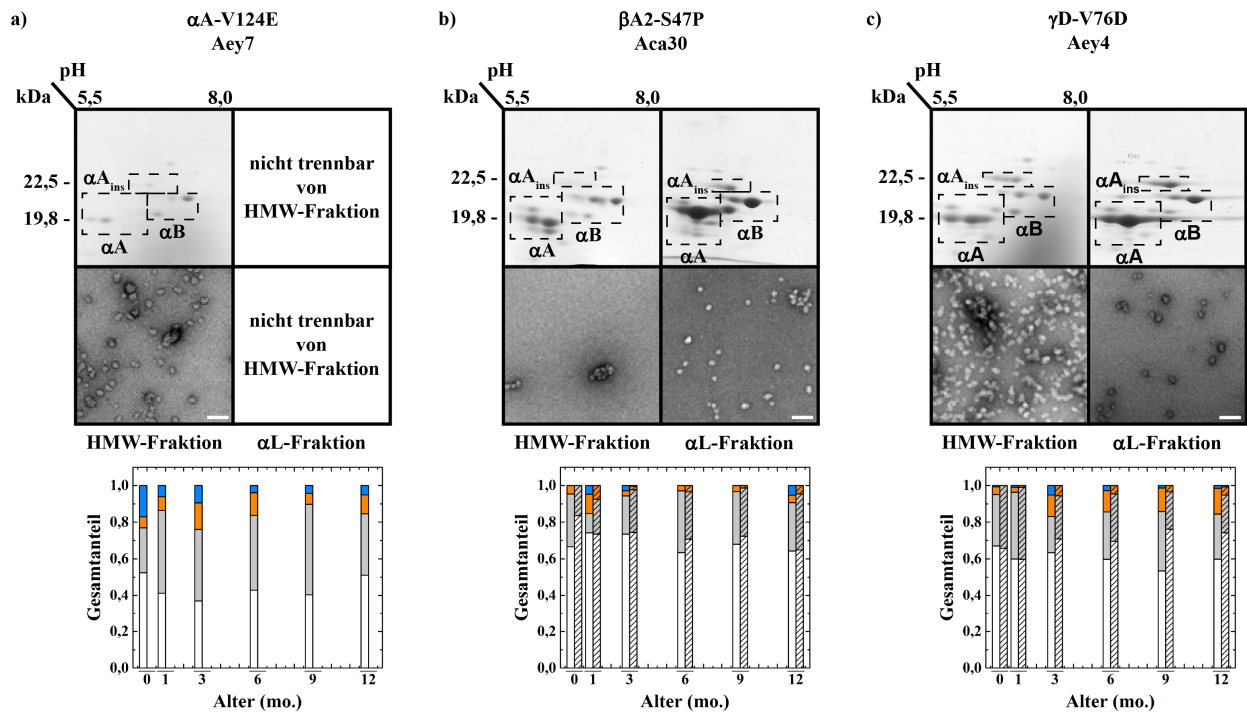 a)
αA-V124E
Aey7
pH
kDa
5,5
8,0
22,5 -
19,8 -
αAins
αA
αB
nicht trennbar
von
HMW-Fraktion
nicht trennbar
von
HMW-Fraktion
HMW-Fraktion
αL-Fraktion
Gesamtanteil
1,0
0,8
0,6
0,4
0,2
0,0
0 1 3 6 9 12
Alter (mo.)
b)
βA2-S47P
Aca30
pH
kDa
5,5
8,0
22,5 -
19,8 -
αAins
αA
αB
αAins
αA
αB
HMW-Fraktion
αL-Fraktion
Gesamtanteil
1,0
0,8
0,6
0,4
0,2
0,0
0 1 3 6 9 12
Alter (mo.)
c)
γD-V76D
Aey4
pH
kDa
5,5
8,0
22,5 -
19,8 -
αAins
αA
αB
αAins
αA
αB
HMW-Fraktion
αL-Fraktion
Gesamtanteil
1,0
0,8
0,6
0,4
0,2
0,0
0 1 3 6 9 12
Alter (mo.)